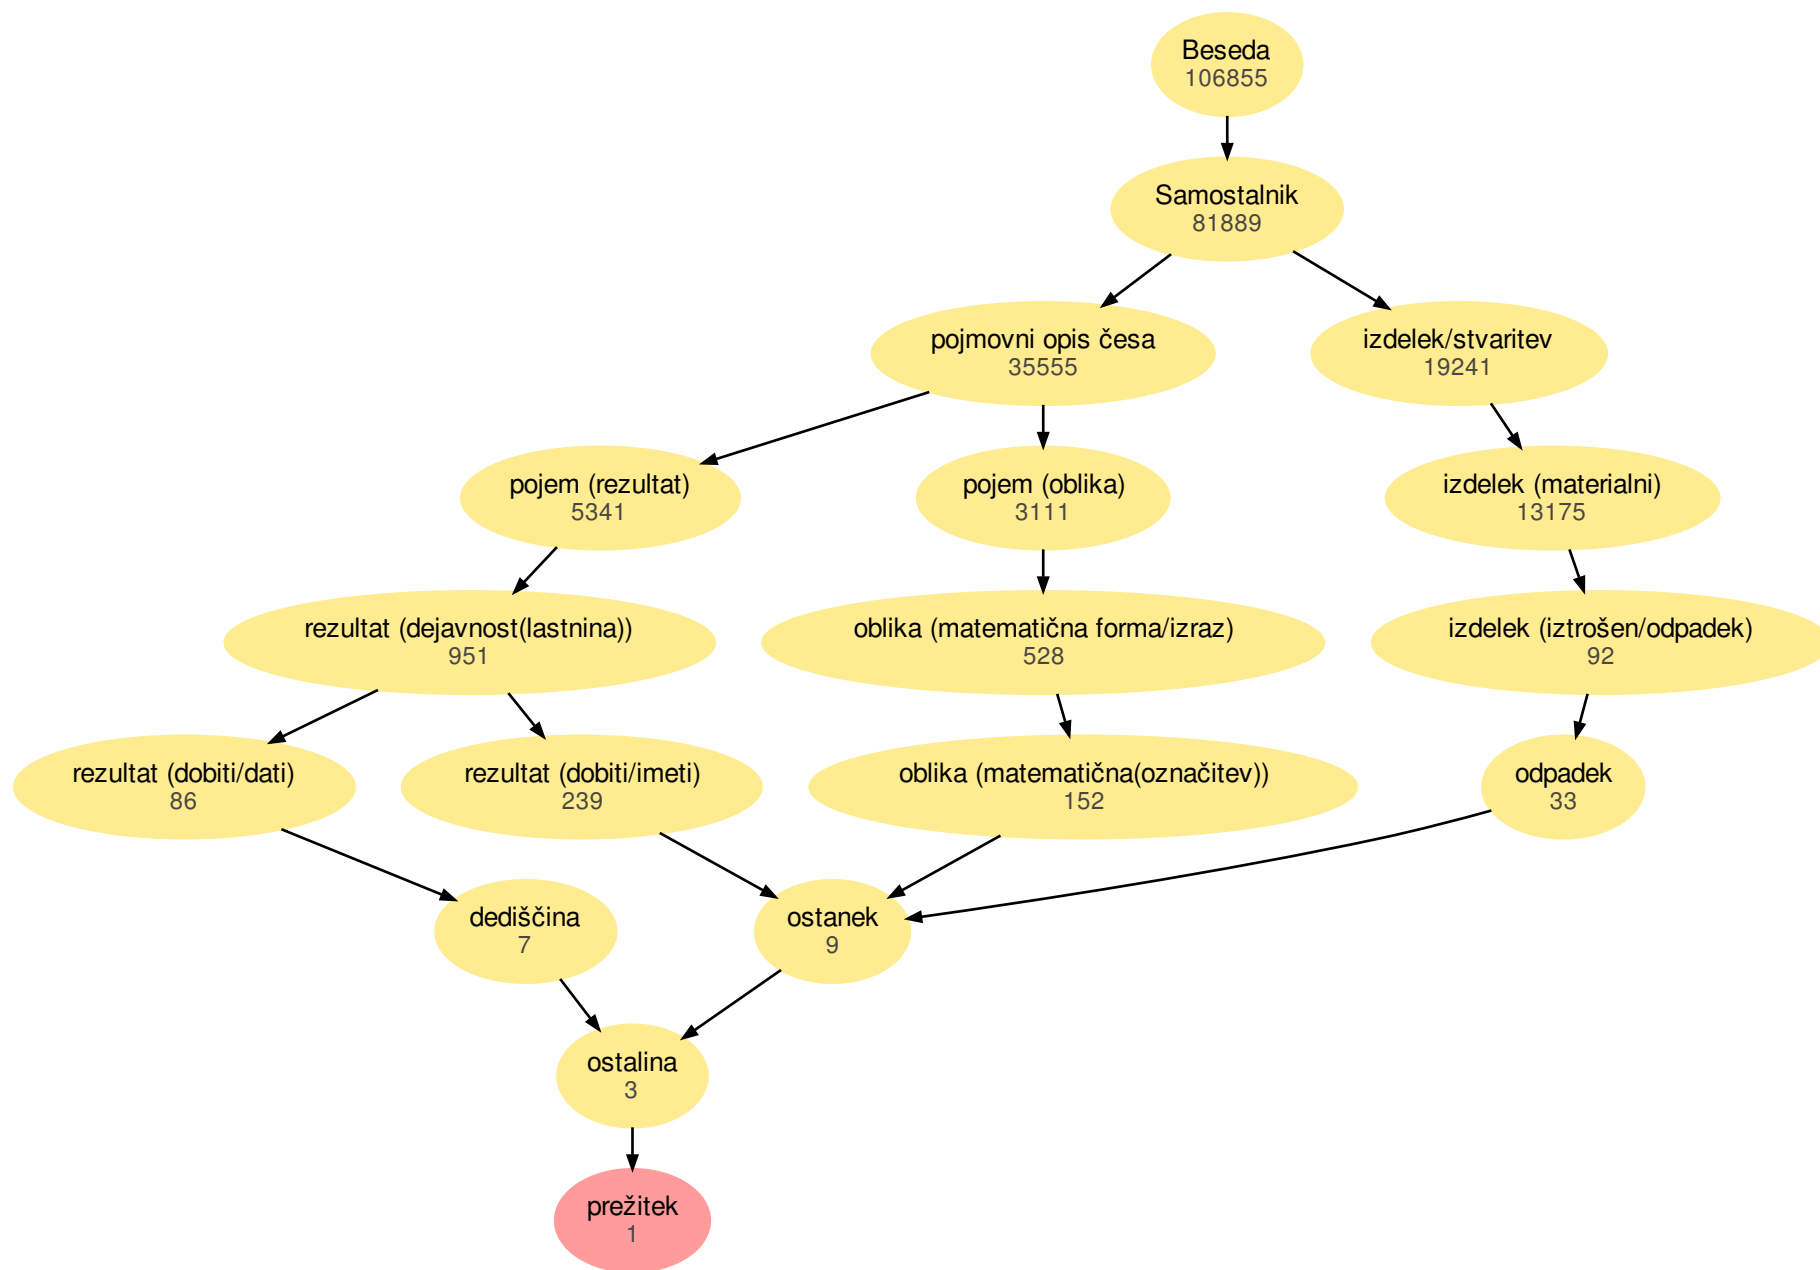 Beseda
106855
Samostalnik
81889
pojmovni opis česa
35555
izdelek/stvaritev
19241
pojem (rezultat)
5341
pojem (oblika)
3111
izdelek (materialni)
13175
rezultat (dejavnost(lastnina))
951
oblika (matematična forma/izraz)
528
izdelek (iztrošen/odpadek)
92
rezultat (dobiti/dati)
86
rezultat (dobiti/imeti)
239
oblika (matematična(označitev))
152
odpadek
33
dediščina
7
ostanek
9
ostalina
3
prežitek
1